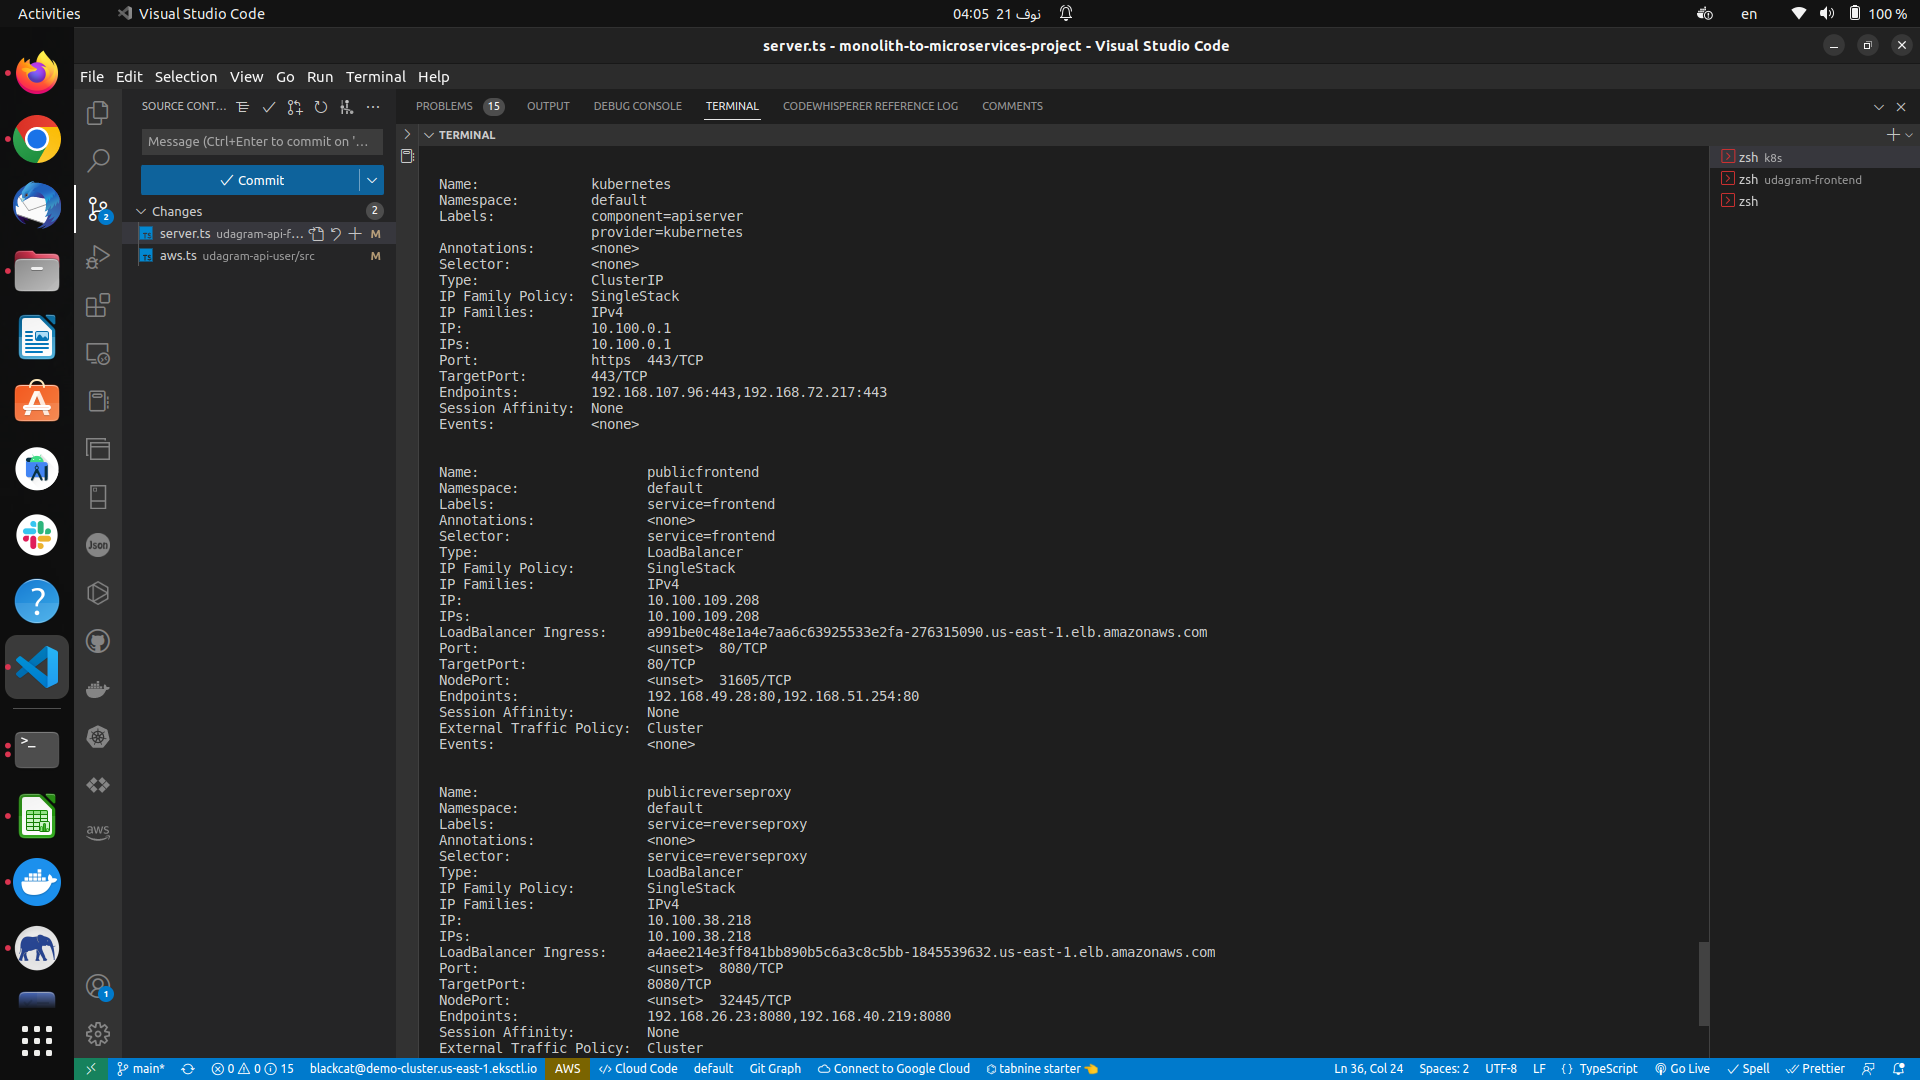 Activities
Visual Studio Code
04:05 21 نوف
en
100 %
server.ts - monolith-to-microservices-project - Visual Studio Code
File Edit Selection View Go Run Terminal Help
SOURCE CONT...
PROBLEMS 15 OUTPUT DEBUG CONSOLE TERMINAL CODEWHISPERER REFERENCE LOG COMMENTS
Message (Ctrl+Enter to commit on '...
Commit
Changes 2
server.ts udagram-api-f... M
aws.ts udagram-api-user/src M
TERMINAL
Name: kubernetes
Namespace: default
Labels: component=apiserver
provider=kubernetes
Annotations: <none>
Selector: <none>
Type: ClusterIP
IP Family Policy: SingleStack
IP Families: IPv4
IP: 10.100.0.1
IPs: 10.100.0.1
Port: https 443/TCP
TargetPort: 443/TCP
Endpoints: 192.168.107.96:443,192.168.72.217:443
Session Affinity: None
Events: <none>
Name: publicfrontend
Namespace: default
Labels: service=frontend
Annotations: <none>
Selector: service=frontend
Type: LoadBalancer
IP Family Policy: SingleStack
IP Families: IPv4
IP: 10.100.109.208
IPs: 10.100.109.208
LoadBalancer Ingress: a991be0c48e1a4e7aa6c63925533e2fa-276315090.us-east-1.elb.amazonaws.com
Port: <unset> 80/TCP
TargetPort: 80/TCP
NodePort: <unset> 31605/TCP
Endpoints: 192.168.49.28:80,192.168.51.254:80
Session Affinity: None
External Traffic Policy: Cluster
Events: <none>
Name: publicreverseproxy
Namespace: default
Labels: service=reverseproxy
Annotations: <none>
Selector: service=reverseproxy
Type: LoadBalancer
IP Family Policy: SingleStack
IP Families: IPv4
IP: 10.100.38.218
IPs: 10.100.38.218
LoadBalancer Ingress: a4aee214e3ff841bb890b5c6a3c8c5bb-1845539632.us-east-1.elb.amazonaws.com
Port: <unset> 8080/TCP
TargetPort: 8080/TCP
NodePort: <unset> 32445/TCP
Endpoints: 192.168.26.23:8080,192.168.40.219:8080
Session Affinity: None
External Traffic Policy: Cluster
zsh k8s
zsh udagram-frontend
zsh
2
Json
aws
1
main* 0 0 15 blackcat@demo-cluster.us-east-1.eksctl.io AWS Cloud Code default Git Graph Connect to Google Cloud tabnine starter
Ln 36, Col 24 Spaces: 2 UTF-8 LF { } TypeScript Go Live Spell Prettier